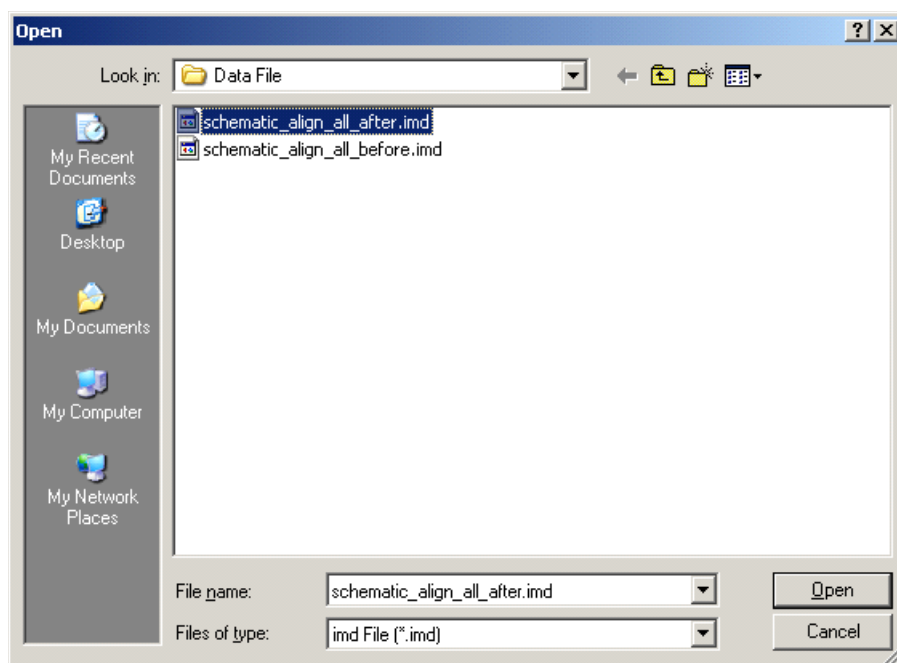 Open
Look in:
Data File
My Recent
Documents
Desktop
My Documents
My Computer
My Network
Places
schematic_align_all_after.imd
schematic_align_all_before.imd
File name:
schematic_align_all_after.imd
Open
Files of type:
imd File (*.imd)
Cancel